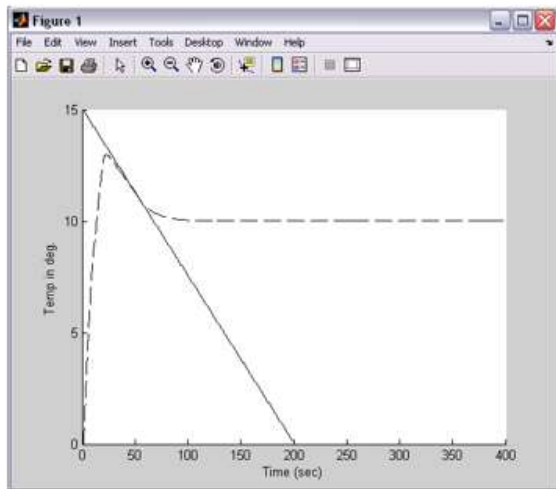 Figure 1
File Edit View Insert Tools Desktop Window Help
15
10
5
0
Temp in deg.
0 50 100 150 200 250 300 350 400
Time (sec)